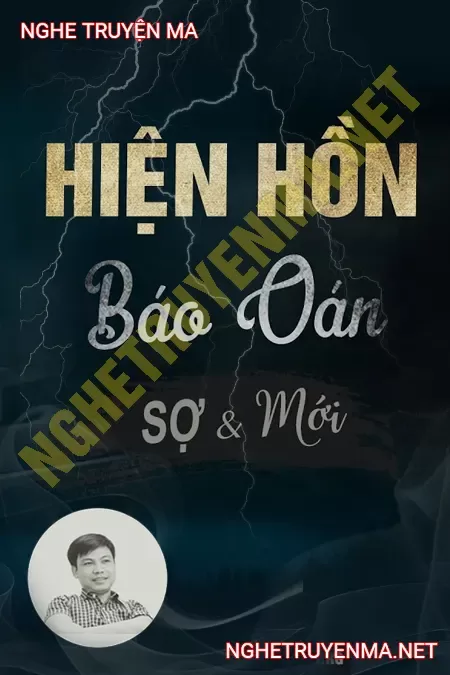 NGHE TRUYỆN MA
HIỆN HỒN
Báo Oán
SỢ & Mới
NGHETRUYENMA.NET
NGHETRUYENMA.NET